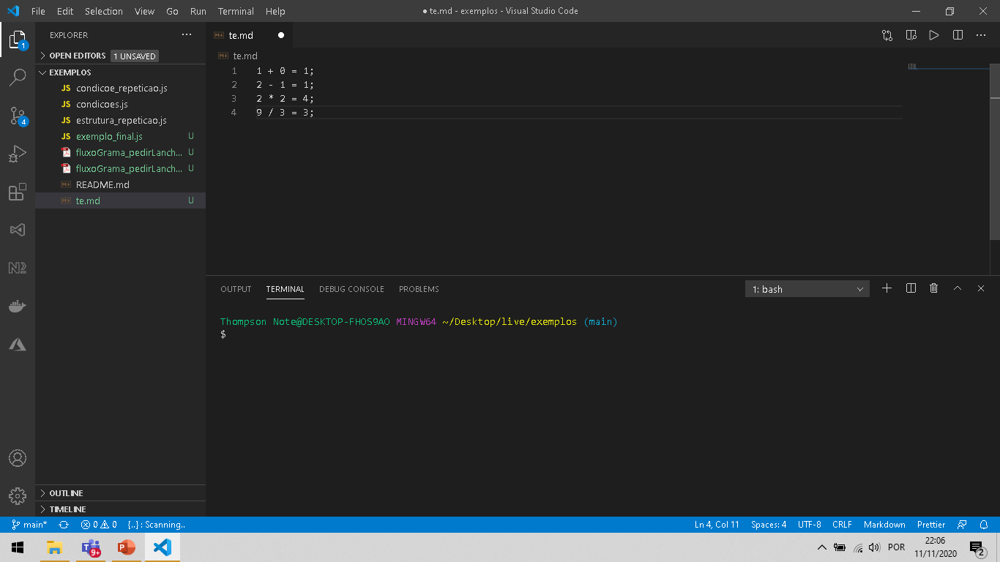 File Edit Selection View Go Run Terminal Help ● te.md - exemplos - Visual Studio Code
EXPLORER
OPEN EDITORS 1 UNSAVED
EXEMPLOS
JS condicoe_repeticao.js
JS condicoes.js
JS estrutura_repeticao.js
JS exemplo_final.js U
fluxoGrama_pedirLanch... U
fluxoGrama_pedirLanch... U
README.md
te.md U
OUTLINE
TIMELINE
1
4
te.md
te.md
1 1 + 0 = 1;
2 2 - 1 = 1;
3 2 * 2 = 4;
4 9 / 3 = 3;
OUTPUT TERMINAL DEBUG CONSOLE PROBLEMS 1: bash
Thompson Note@DESKTOP-FHOS9AO MINGW64 ~/Desktop/live/exemplos (main)
$
main* 0 0 {..} : Scanning.. Ln 4, Col 11 Spaces: 4 UTF-8 CRLF Markdown Prettier
9+ POR 22:06
11/11/2020 2